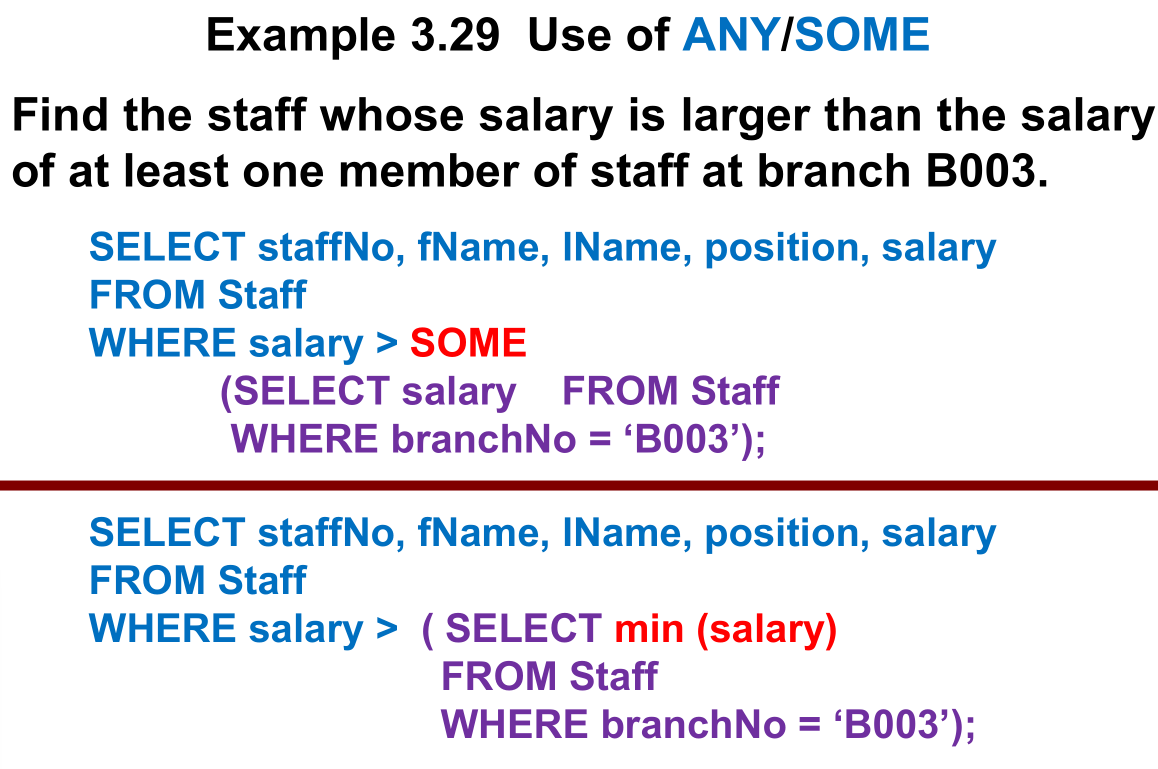 Example 3.29  Use of ANY/SOME
Find the staff whose salary is larger than the salary
of at least one member of staff at branch B003.
SELECT staffNo, fName, lName, position, salary
FROM Staff
WHERE salary > SOME
(SELECT salary    FROM Staff
WHERE branchNo = ‘B003’);
SELECT staffNo, fName, lName, position, salary
FROM Staff
WHERE salary >  ( SELECT min (salary)
FROM Staff
WHERE branchNo = ‘B003’);